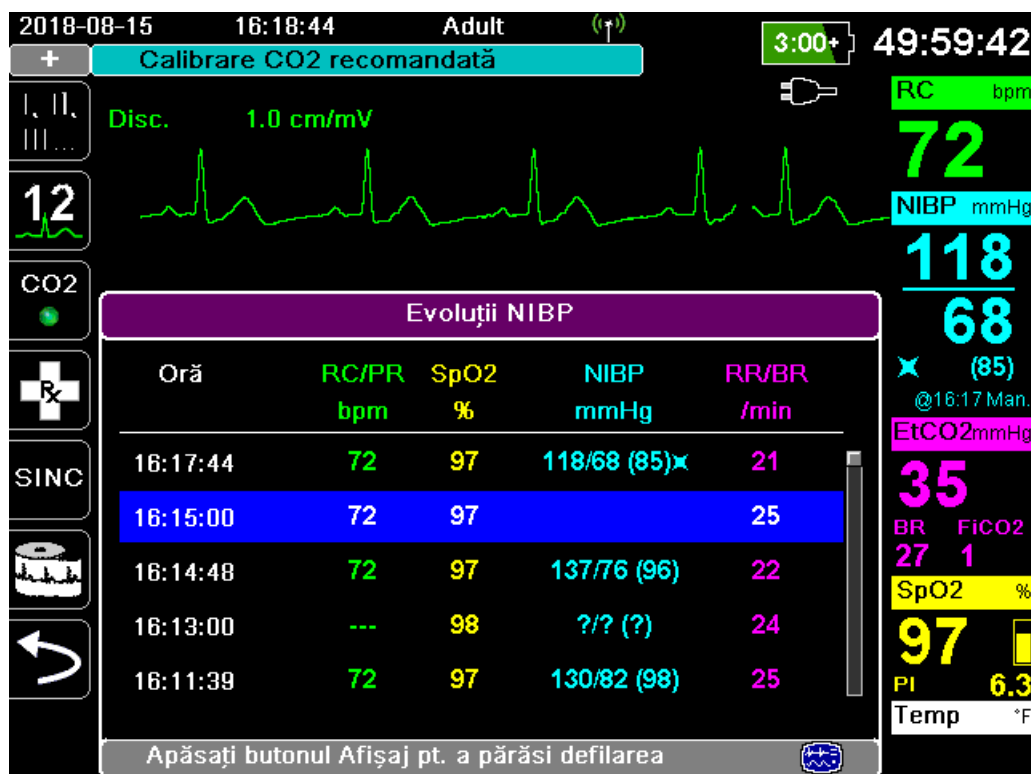 2018-08-15 16:18:44 Adult
3:00+ 49:59:42
+ Calibrare CO2 recomandată
I, II,
III...
Disc. 1.0 cm/mV
12
CO2
Rx
SINC
RC bpm
72
NIBP mmHg
118
68
(85)
@16:17 Man.
EtCO2 mmHg
35
BR FiCO2
27 1
SpO2 %
97
PI 6.3
Temp °F
Evoluții NIBP
Oră RC/PR SpO2 NIBP RR/BR
bpm % mmHg /min
16:17:44 72 97 118/68 (85) 21
16:15:00 72 97 25
16:14:48 72 97 137/76 (96) 22
16:13:00 --- 98 ?/? (?) 24
16:11:39 72 97 130/82 (98) 25
Apăsați butonul Afișaj pt. a părăsi defilarea